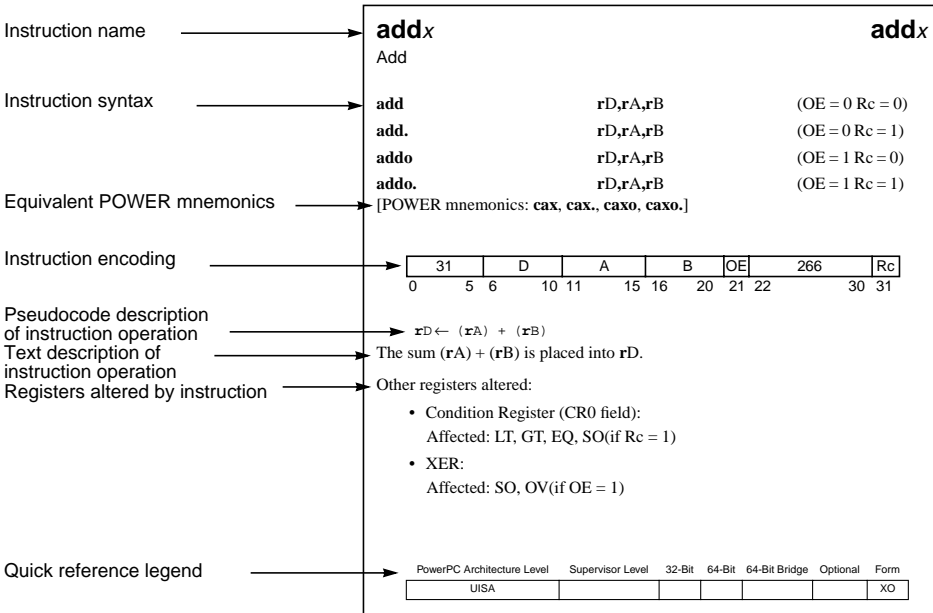 Instruction name
addx addx
Add
Instruction syntax
add rD,rA,rB (OE = 0 Rc = 0)
add. rD,rA,rB (OE = 0 Rc = 1)
addo rD,rA,rB (OE = 1 Rc = 0)
addo. rD,rA,rB (OE = 1 Rc = 1)
Equivalent POWER mnemonics
[POWER mnemonics: cax, cax., caxo, caxo.]
Instruction encoding
31 D A B OE 266 Rc
0 5 6 10 11 15 16 20 21 22 30 31
Pseudocode description
of instruction operation
rD← (rA) + (rB)
Text description of
instruction operation
The sum (rA) + (rB) is placed into rD.
Registers altered by instruction
Other registers altered:
• Condition Register (CR0 field):
Affected: LT, GT, EQ, SO(if Rc = 1)
• XER:
Affected: SO, OV(if OE = 1)
Quick reference legend
PowerPC Architecture Level Supervisor Level 32-Bit 64-Bit 64-Bit Bridge Optional Form
UISA XO